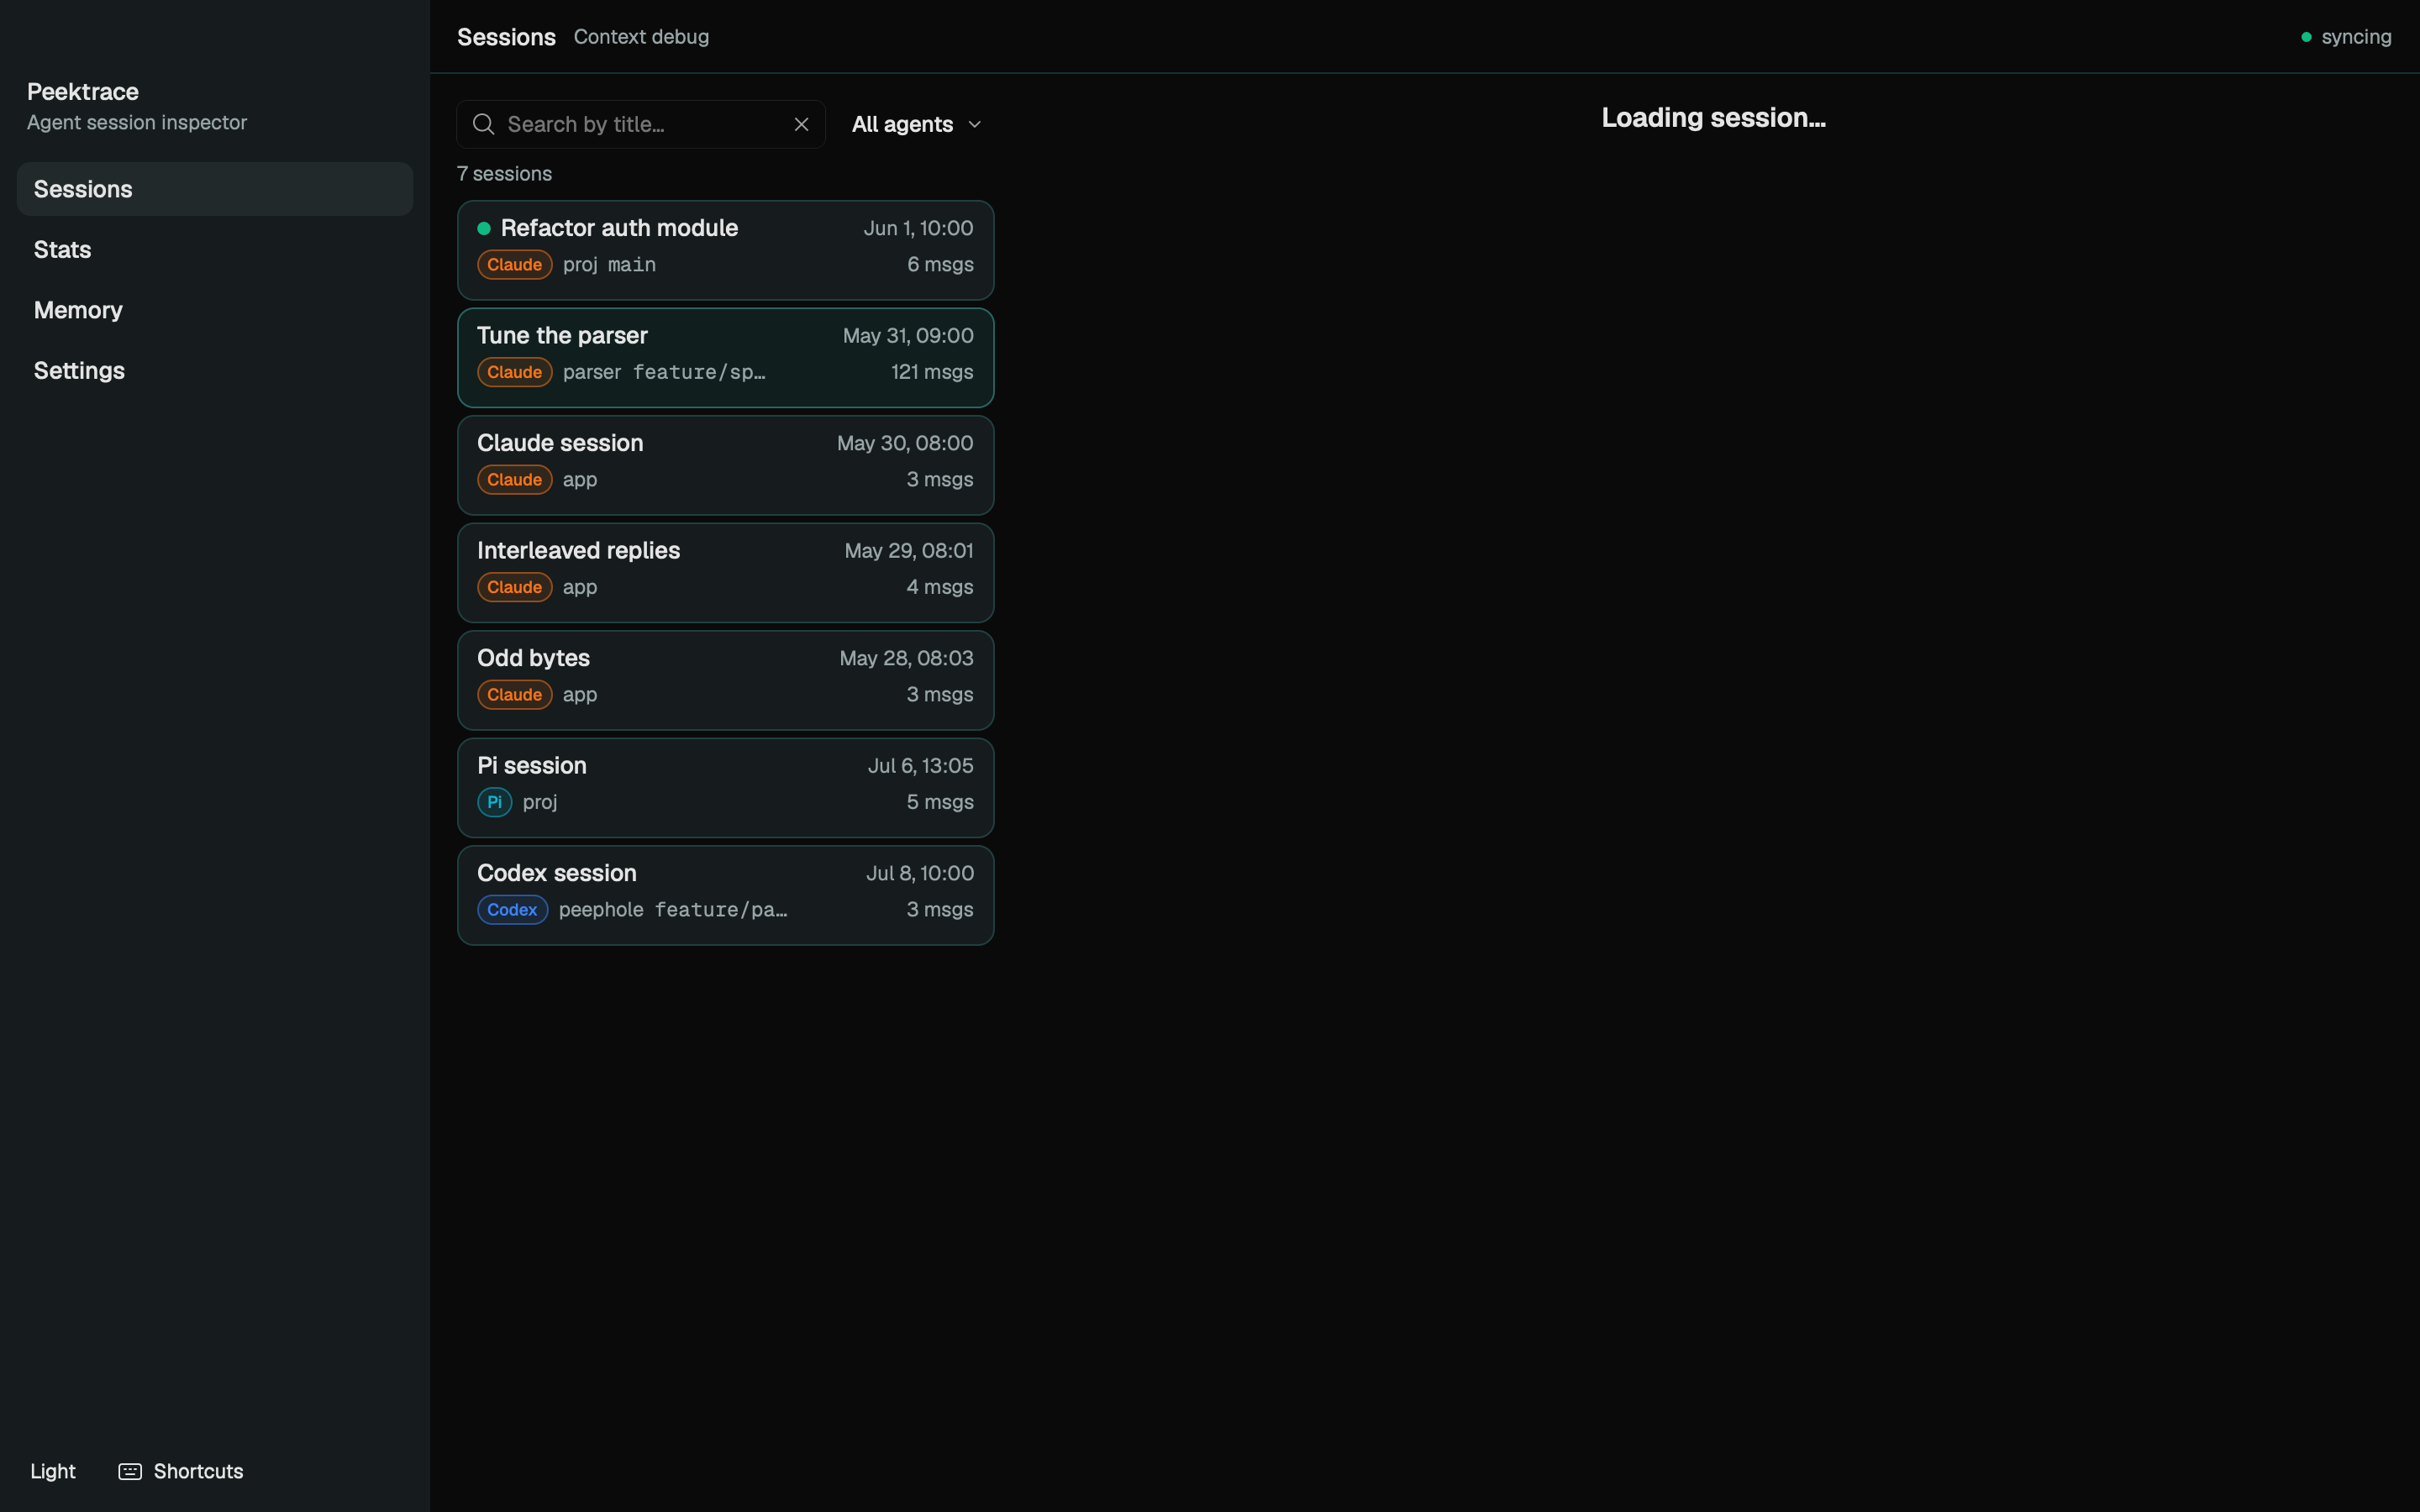 Peektrace
Agent session inspector
Sessions
Stats
Memory
Settings
Light
Shortcuts
Sessions Context debug
syncing
Search by title...
All agents
7 sessions
Refactor auth module Jun 1, 10:00
Claude proj main 6 msgs
Tune the parser May 31, 09:00
Claude parser feature/sp… 121 msgs
Claude session May 30, 08:00
Claude app 3 msgs
Interleaved replies May 29, 08:01
Claude app 4 msgs
Odd bytes May 28, 08:03
Claude app 3 msgs
Pi session Jul 6, 13:05
Pi proj 5 msgs
Codex session Jul 8, 10:00
Codex peephole feature/pa… 3 msgs
Loading session...